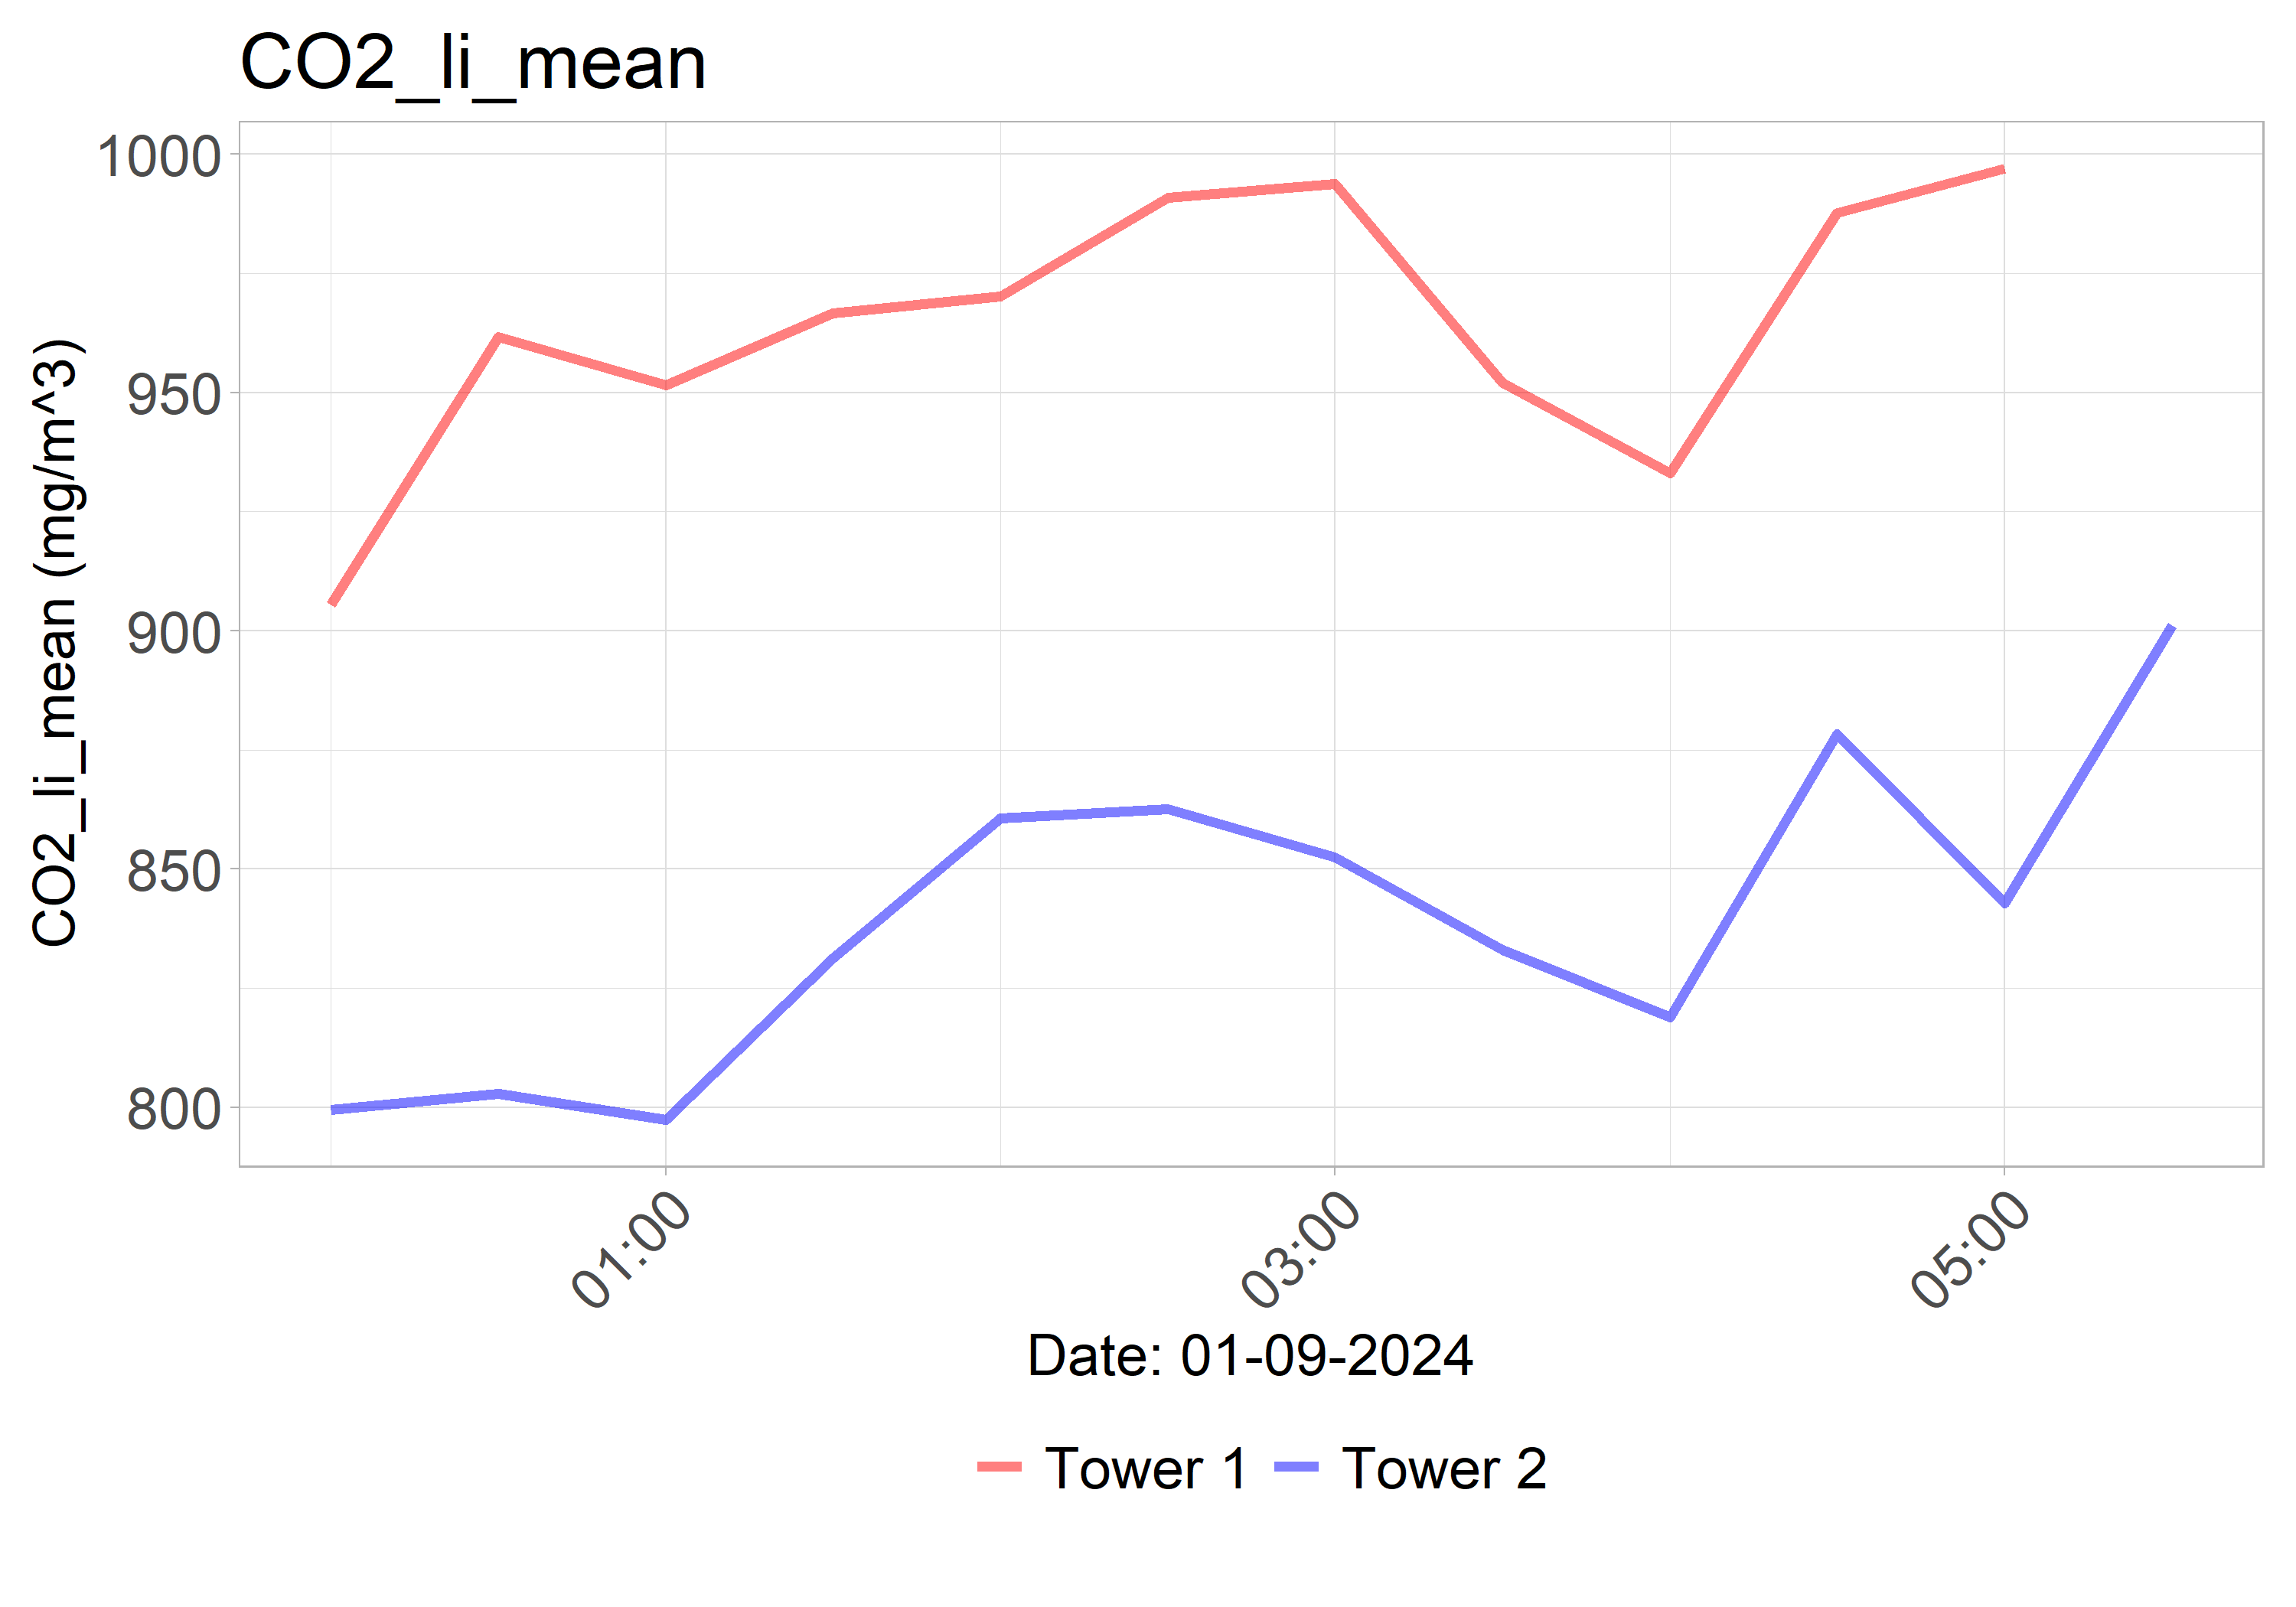 CO2_li_mean
CO2_li_mean (mg/m^3)
1000
950
900
850
800
01:00
03:00
05:00
Date: 01-09-2024
Tower 1
Tower 2